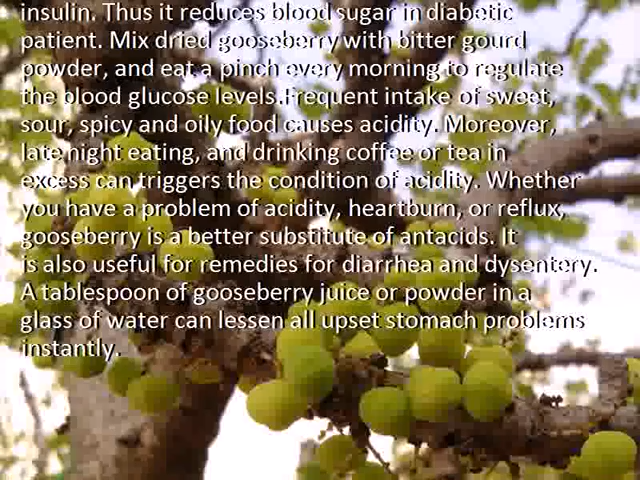 insulin. Thus it reduces blood sugar in diabetic
patient. Mix dried gooseberry with bitter gourd
powder, and eat a pinch every morning to regulate
the blood glucose levels.Frequent intake of sweet,
sour, spicy and oily food causes acidity. Moreover,
late night eating, and drinking coffee or tea in
excess can triggers the condition of acidity. Whether
you have a problem of acidity, heartburn, or reflux,
gooseberry is a better substitute of antacids. It
is also useful for remedies for diarrhea and dysentery.
A tablespoon of gooseberry juice or powder in a
glass of water can lessen all upset stomach problems
instantly.